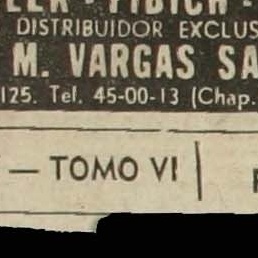 DISTRIBUIDOR EXCLUS
M. VARGAS SA
125. Tel. 45-00-13 (Chap.
— TOMO VI